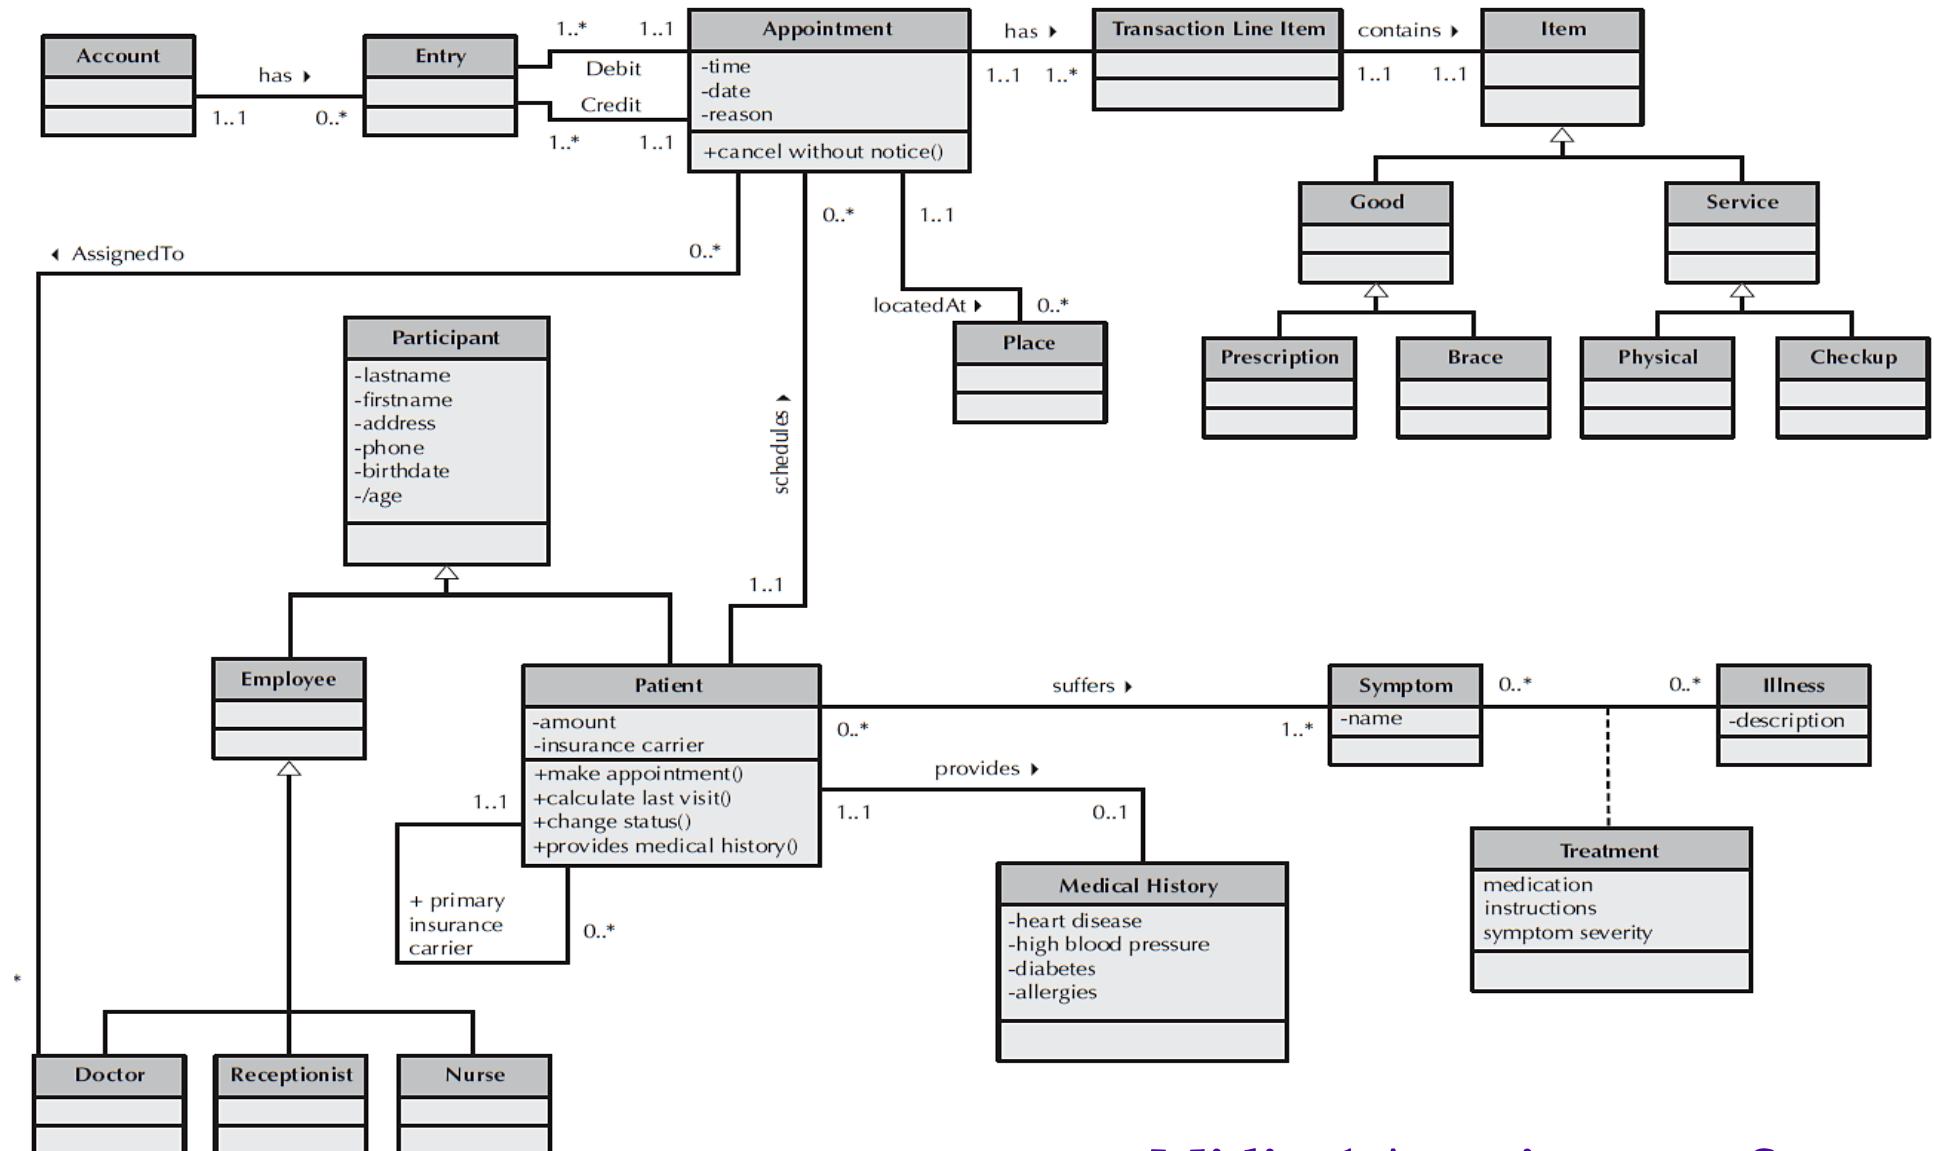 Account
has
1..1
0..*
Entry
1..*
1..1
Debit
Credit
1..*
1..1
Appointment
-time
-date
-reason
+cancel without notice()
has
1..1
1..*
Transaction Line Item
contains
1..1
1..1
Item
Good
Service
Prescription
Brace
Physical
Checkup
AssignedTo
0..*
0..*
1..1
locatedAt
0..*
Place
schedules
1..1
Participant
-lastname
-firstname
-address
-phone
-birthdate
-/age
Employee
Patient
-amount
-insurance carrier
+make appointment()
+calculate last visit()
+change status()
+provides medical history()
1..1
+ primary
insurance
carrier
0..*
suffers
0..*
1..*
Symptom
-name
0..*
0..*
Illness
-description
provides
1..1
0..1
Medical History
-heart disease
-high blood pressure
-diabetes
-allergies
Treatment
medication
instructions
symptom severity
*
Doctor
Receptionist
Nurse